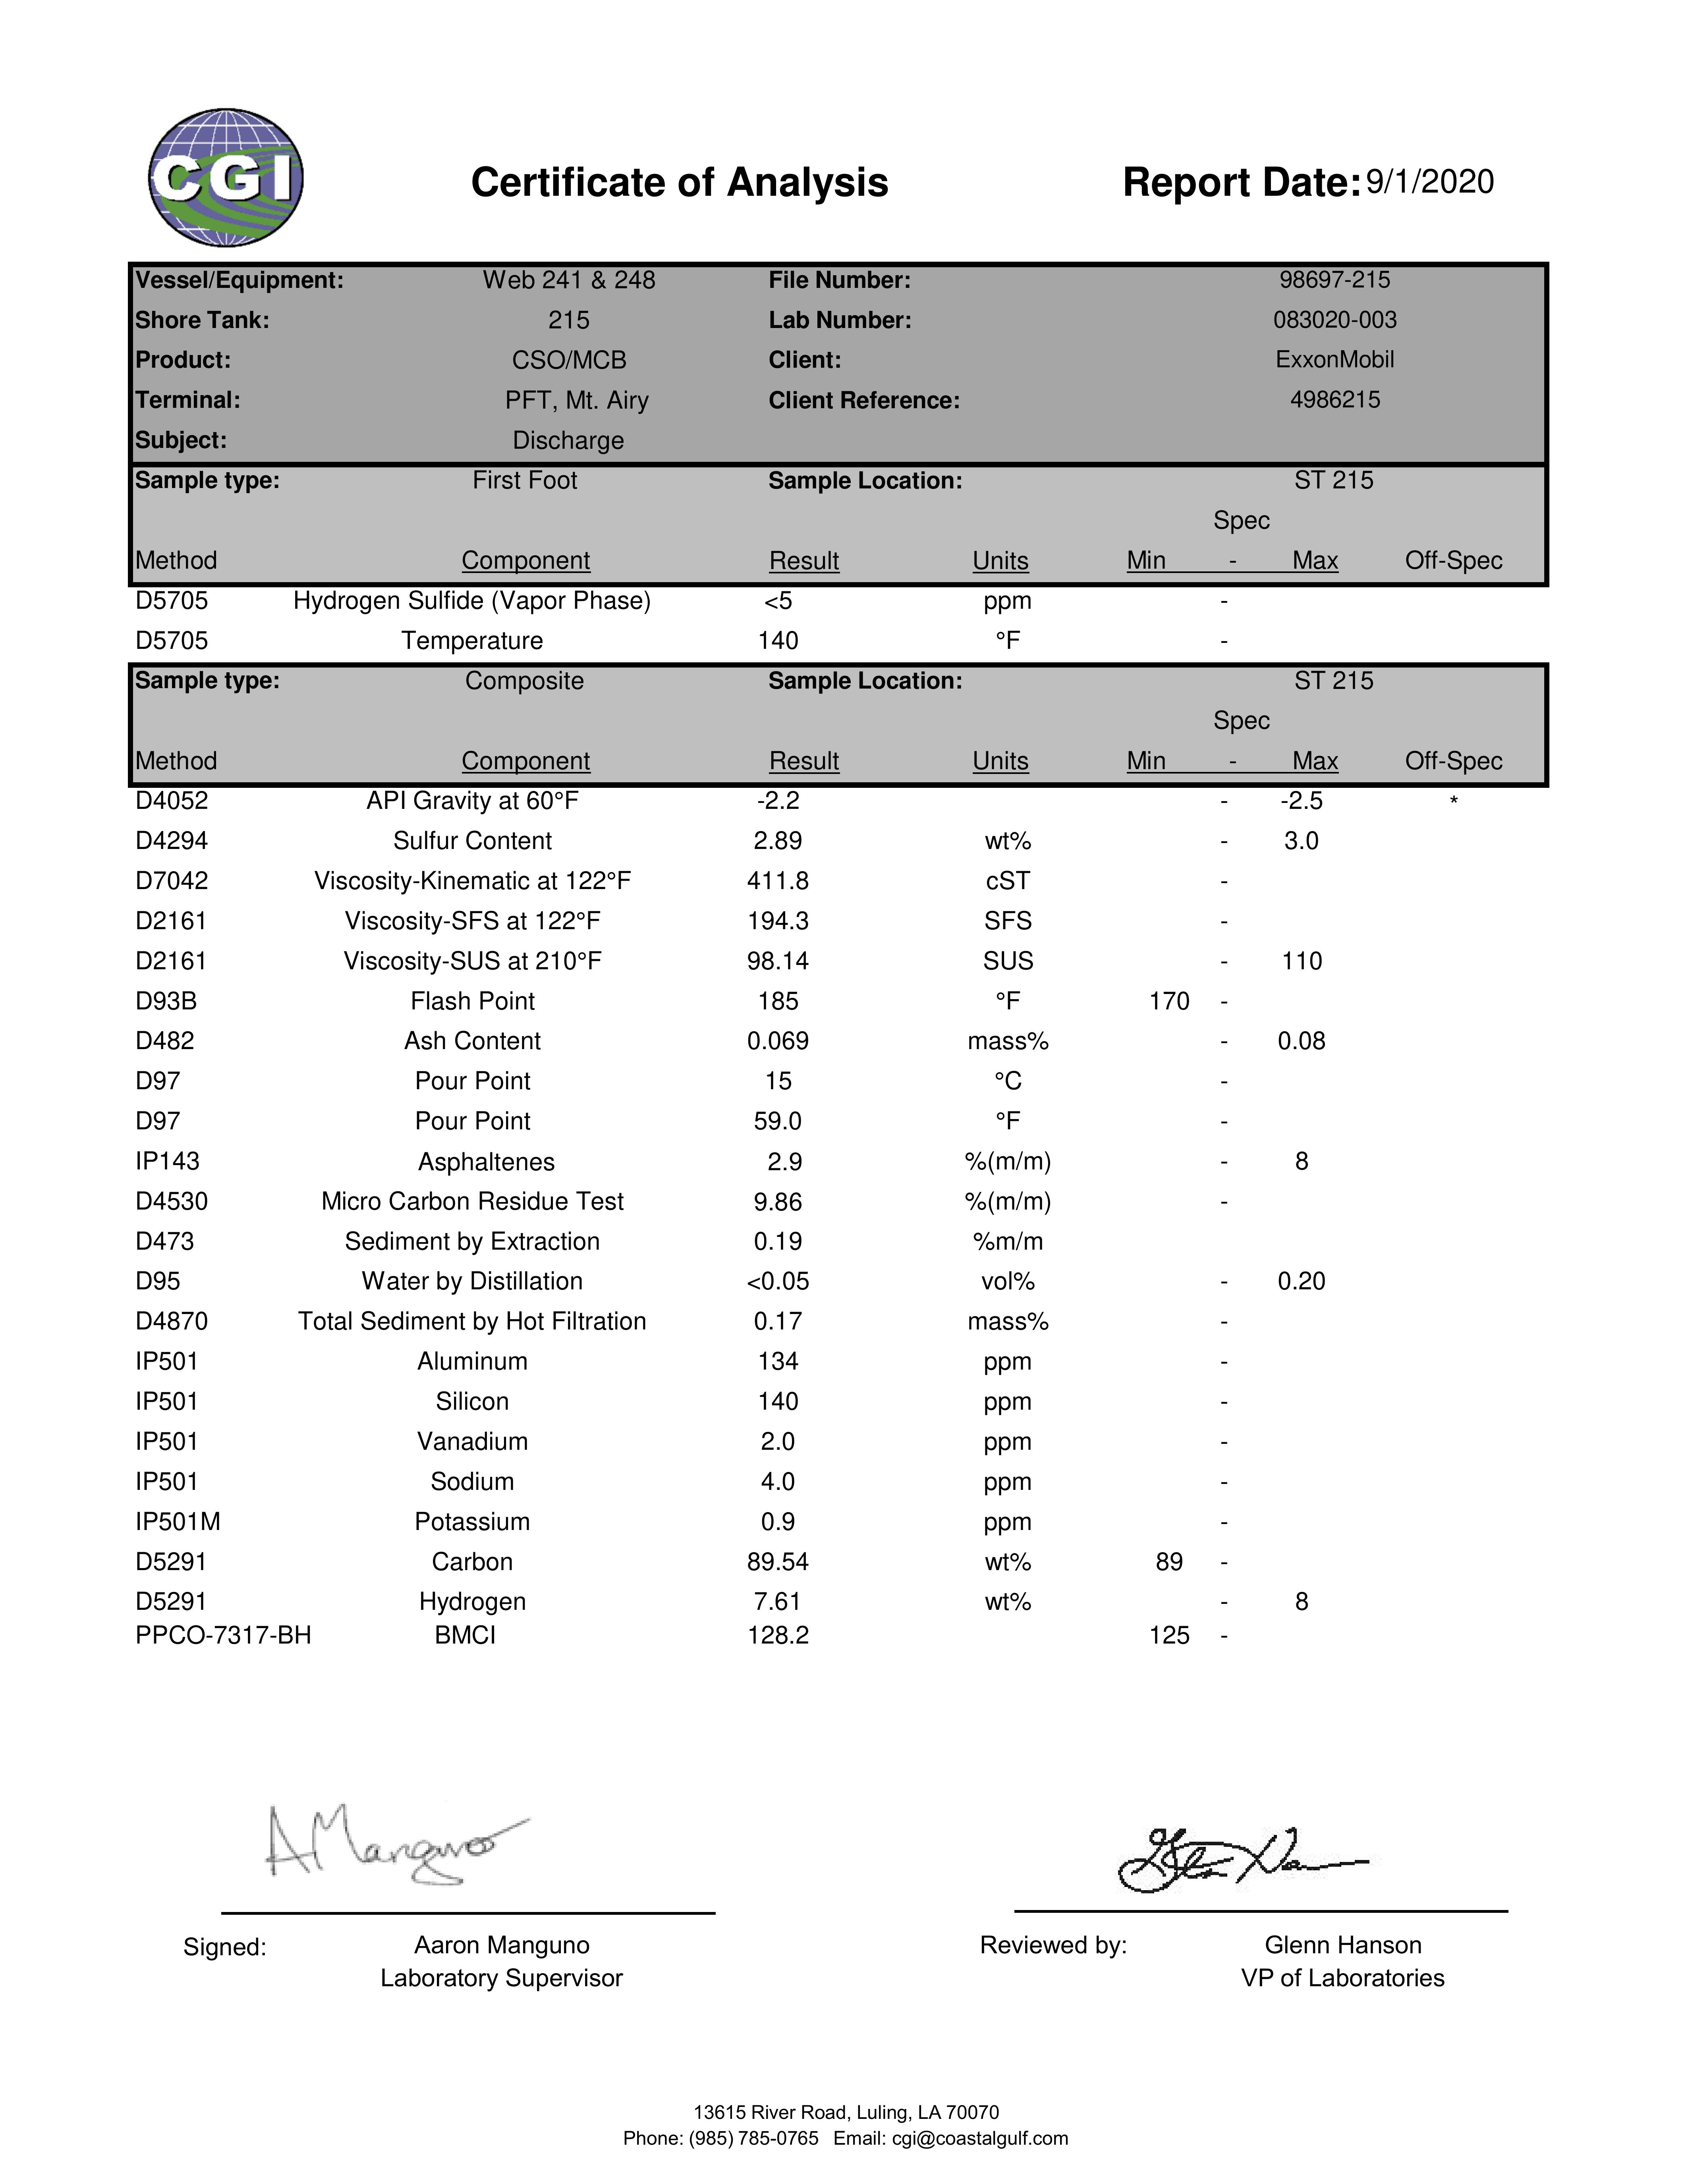 CGI
Certificate of Analysis Report Date: 9/1/2020
Vessel/Equipment: Web 241 & 248 File Number: 98697-215
Shore Tank: 215 Lab Number: 083020-003
Product: CSO/MCB Client: ExxonMobil
Terminal: PFT, Mt. Airy Client Reference: 4986215
Subject: Discharge
Sample type: First Foot Sample Location: ST 215
Spec
Method Component Result Units Min - Max Off-Spec
D5705 Hydrogen Sulfide (Vapor Phase) <5 ppm -
D5705 Temperature 140 °F -
Sample type: Composite Sample Location: ST 215
Spec
Method Component Result Units Min - Max Off-Spec
D4052 API Gravity at 60°F -2.2 - -2.5 *
D4294 Sulfur Content 2.89 wt% - 3.0
D7042 Viscosity-Kinematic at 122°F 411.8 cST -
D2161 Viscosity-SFS at 122°F 194.3 SFS -
D2161 Viscosity-SUS at 210°F 98.14 SUS - 110
D93B Flash Point 185 °F 170 -
D482 Ash Content 0.069 mass% - 0.08
D97 Pour Point 15 °C -
D97 Pour Point 59.0 °F -
IP143 Asphaltenes 2.9 %(m/m) - 8
D4530 Micro Carbon Residue Test 9.86 %(m/m) -
D473 Sediment by Extraction 0.19 %m/m
D95 Water by Distillation <0.05 vol% - 0.20
D4870 Total Sediment by Hot Filtration 0.17 mass% -
IP501 Aluminum 134 ppm -
IP501 Silicon 140 ppm -
IP501 Vanadium 2.0 ppm -
IP501 Sodium 4.0 ppm -
IP501M Potassium 0.9 ppm -
D5291 Carbon 89.54 wt% 89 -
D5291 Hydrogen 7.61 wt% - 8
PPCO-7317-BH BMCI 128.2 125 -
A Manguno
Signed: Aaron Manguno Reviewed by: Glenn Hanson
Laboratory Supervisor VP of Laboratories
13615 River Road, Luling, LA 70070
Phone: (985) 785-0765 Email: cgi@coastalgulf.com